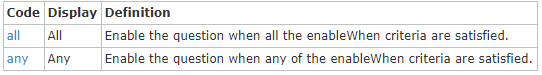 Code Display Definition
all All Enable the question when all the enableWhen criteria are satisfied.
any Any Enable the question when any of the enableWhen criteria are satisfied.